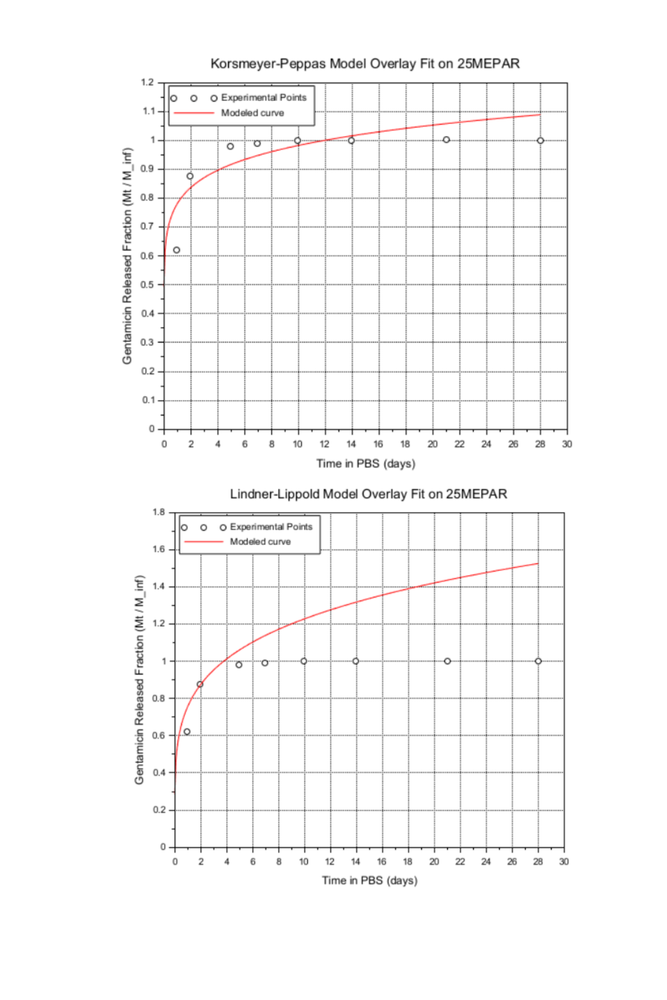 Korsmeyer-Peppas Model Overlay Fit on 25MEPAR
1.2
1.1
1
0.9
0.8
0.7
0.6
0.5
0.4
0.3
0.2
0.1
0
Gentamicin Released Fraction (Mt / M_inf)
Experimental Points
Modeled curve
0 2 4 6 8 10 12 14 16 18 20 22 24 26 28 30
Time in PBS (days)
Lindner-Lippold Model Overlay Fit on 25MEPAR
1.8
1.6
1.4
1.2
1
0.8
0.6
0.4
0.2
0
Gentamicin Released Fraction (Mt / M_inf)
Experimental Points
Modeled curve
0 2 4 6 8 10 12 14 16 18 20 22 24 26 28 30
Time in PBS (days)